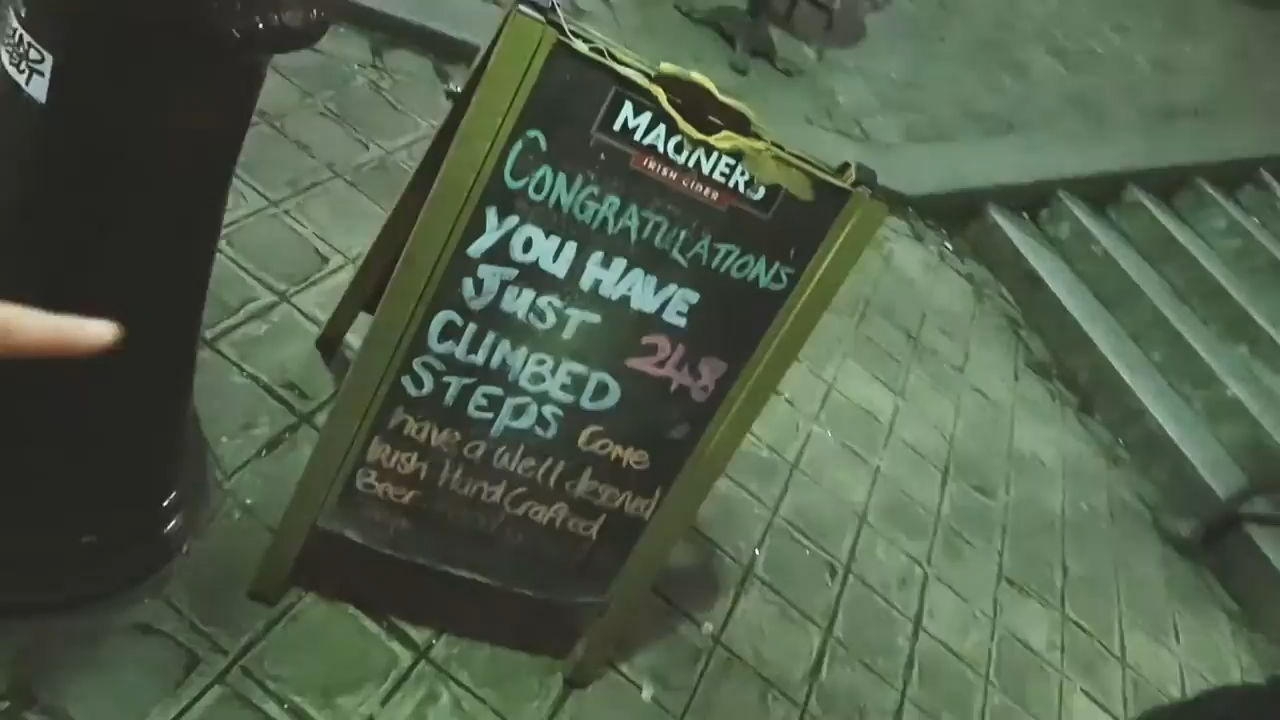 MAGNERS
IRISH CIDER
CONGRATULATIONS
YOU HAVE
JUST
CLIMBED 248
STEPS COME
have a well deserved
IRISH Hand Crafted
Beer